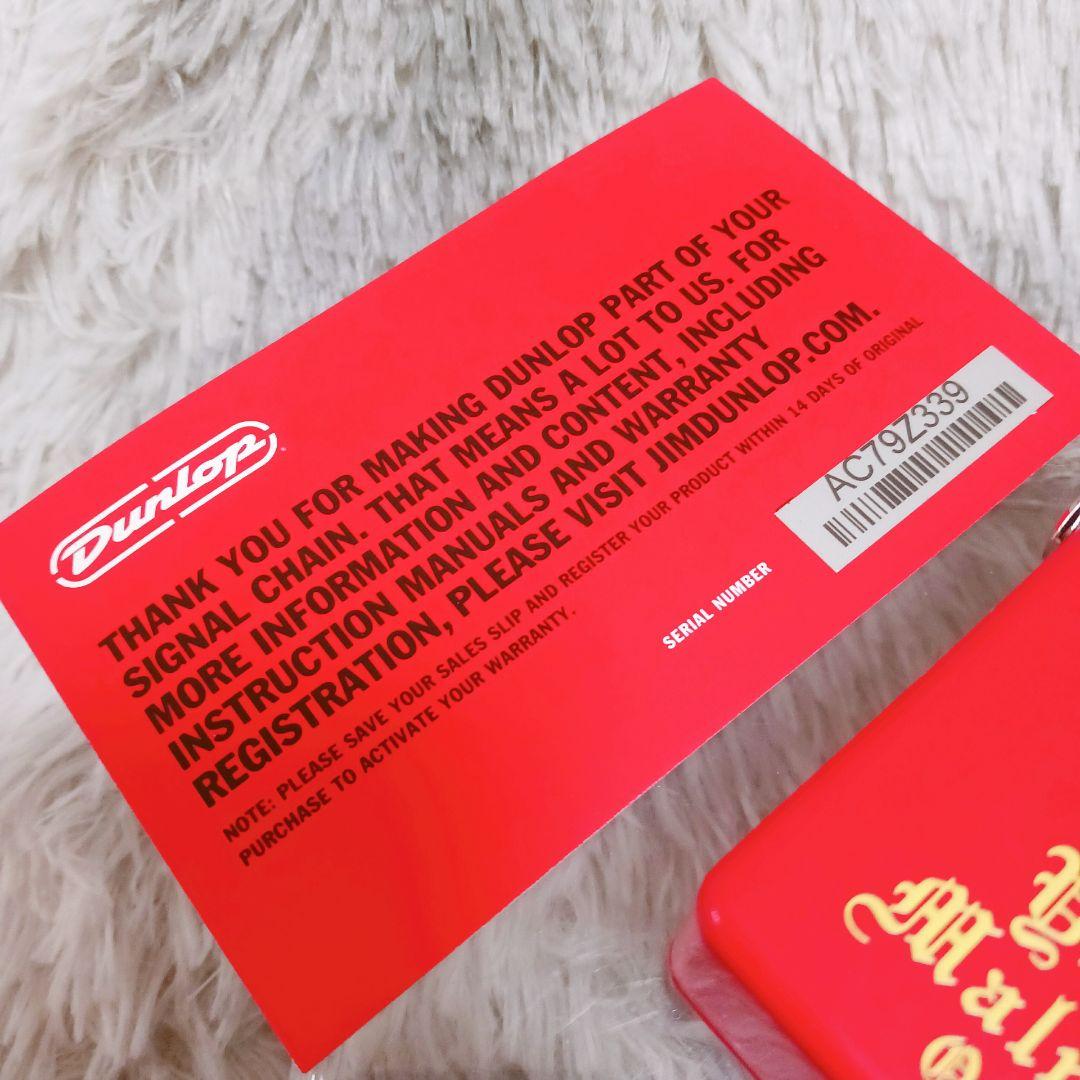 Dunlop
THANK YOU FOR MAKING DUNLOP PART OF YOUR
SIGNAL CHAIN. THAT MEANS A LOT TO US. FOR
MORE INFORMATION AND CONTENT, INCLUDING
INSTRUCTION MANUALS AND WARRANTY
REGISTRATION, PLEASE VISIT JIMDUNLOP.COM.
NOTE: PLEASE SAVE YOUR SALES SLIP AND REGISTER YOUR PRODUCT WITHIN 14 DAYS OF ORIGINAL
PURCHASE TO ACTIVATE YOUR WARRANTY.
SERIAL NUMBER
AC79Z339